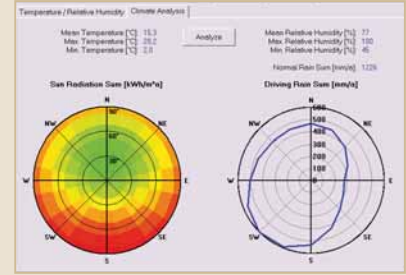 Temperature / Relative Humidity Climate Analysis
Mean Temperature [°C]: 15,3
Max. Temperature [°C]:
Min. Temperature [°C]: 2,8
Analyze
Mean Relative Humidity [%]: 77
Max. Relative Humidity [%]: 100
Min. Relative Humidity [%]: 45
Normal Rain Sum [mm/a]: 1226
Sun Radiation Sum [kWh/m²a]
Driving Rain Sum [mm/a]
N
NW
NE
90°
60°
30°
W
E
SW
SE
S
N
600
500
400
300
200
100
0
NW
NE
W
E
SW
SE
S